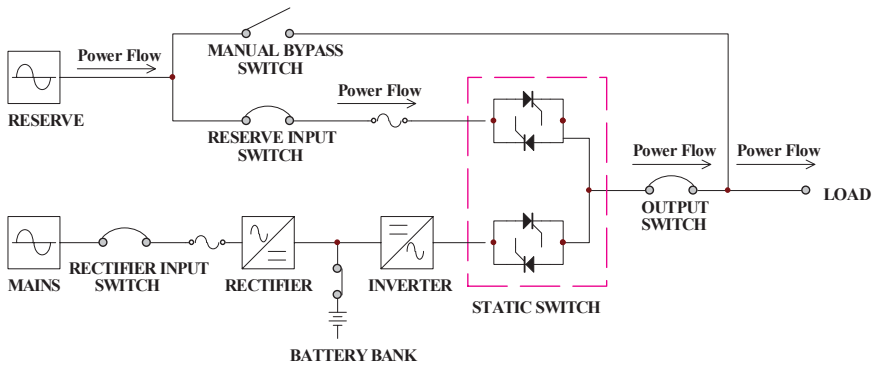 Power Flow
MANUAL BYPASS
SWITCH
RESERVE
Power Flow
RESERVE INPUT
SWITCH
Power Flow
Power Flow
LOAD
OUTPUT
SWITCH
MAINS
RECTIFIER INPUT
SWITCH
RECTIFIER
INVERTER
STATIC SWITCH
BATTERY BANK